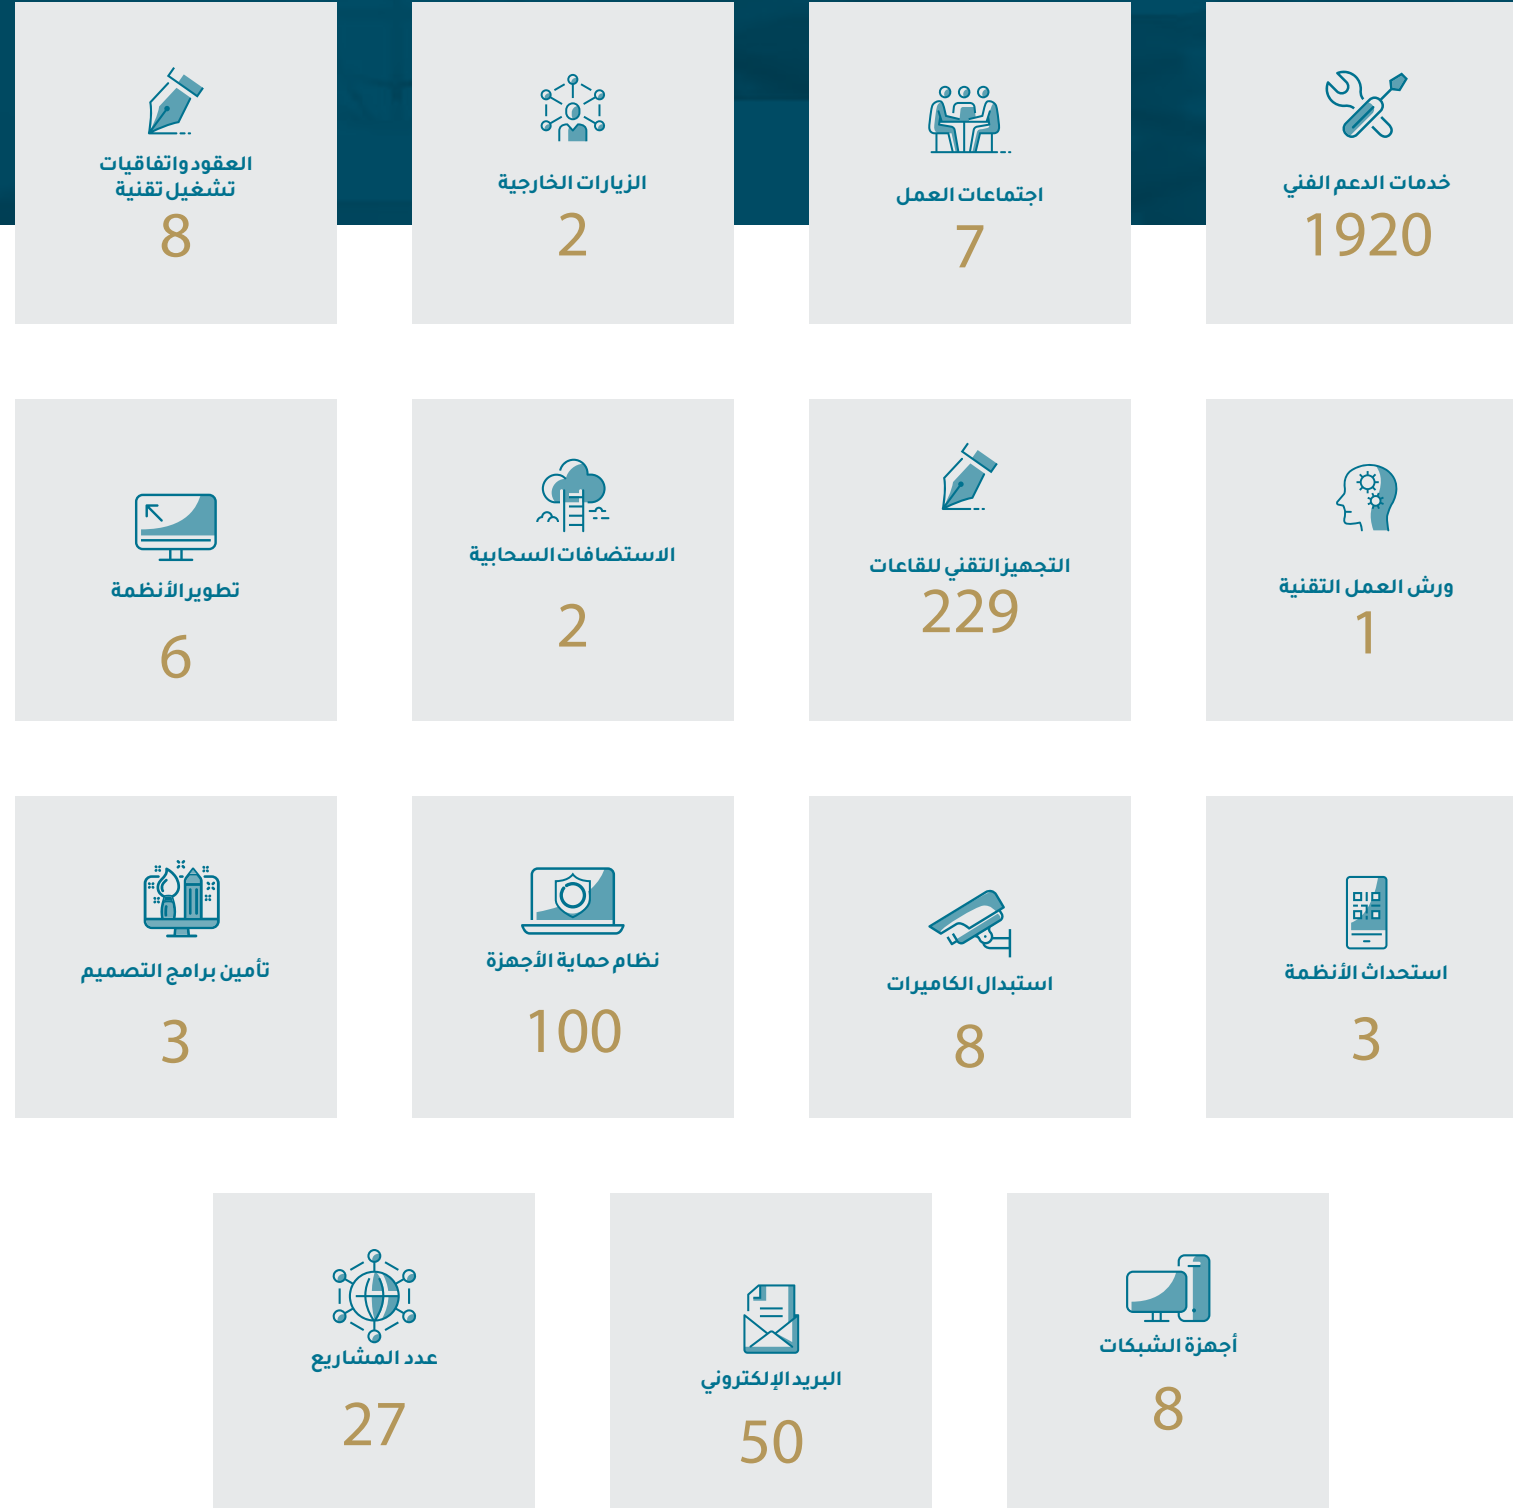 خدمات الدعم الفني
1920
اجتماعات العمل
7
الزيارات الخارجية
2
العقود واتفاقيات
تشغيل تقنية
8
ورش العمل التقنية
1
التجهيز التقني للقاعات
229
الاستضافات السحابية
2
تطوير الأنظمة
6
استحداث الأنظمة
3
استبدال الكاميرات
8
نظام حماية الأجهزة
100
تأمين برامج التصميم
3
أجهزة الشبكات
8
البريد الإلكتروني
50
عدد المشاريع
27